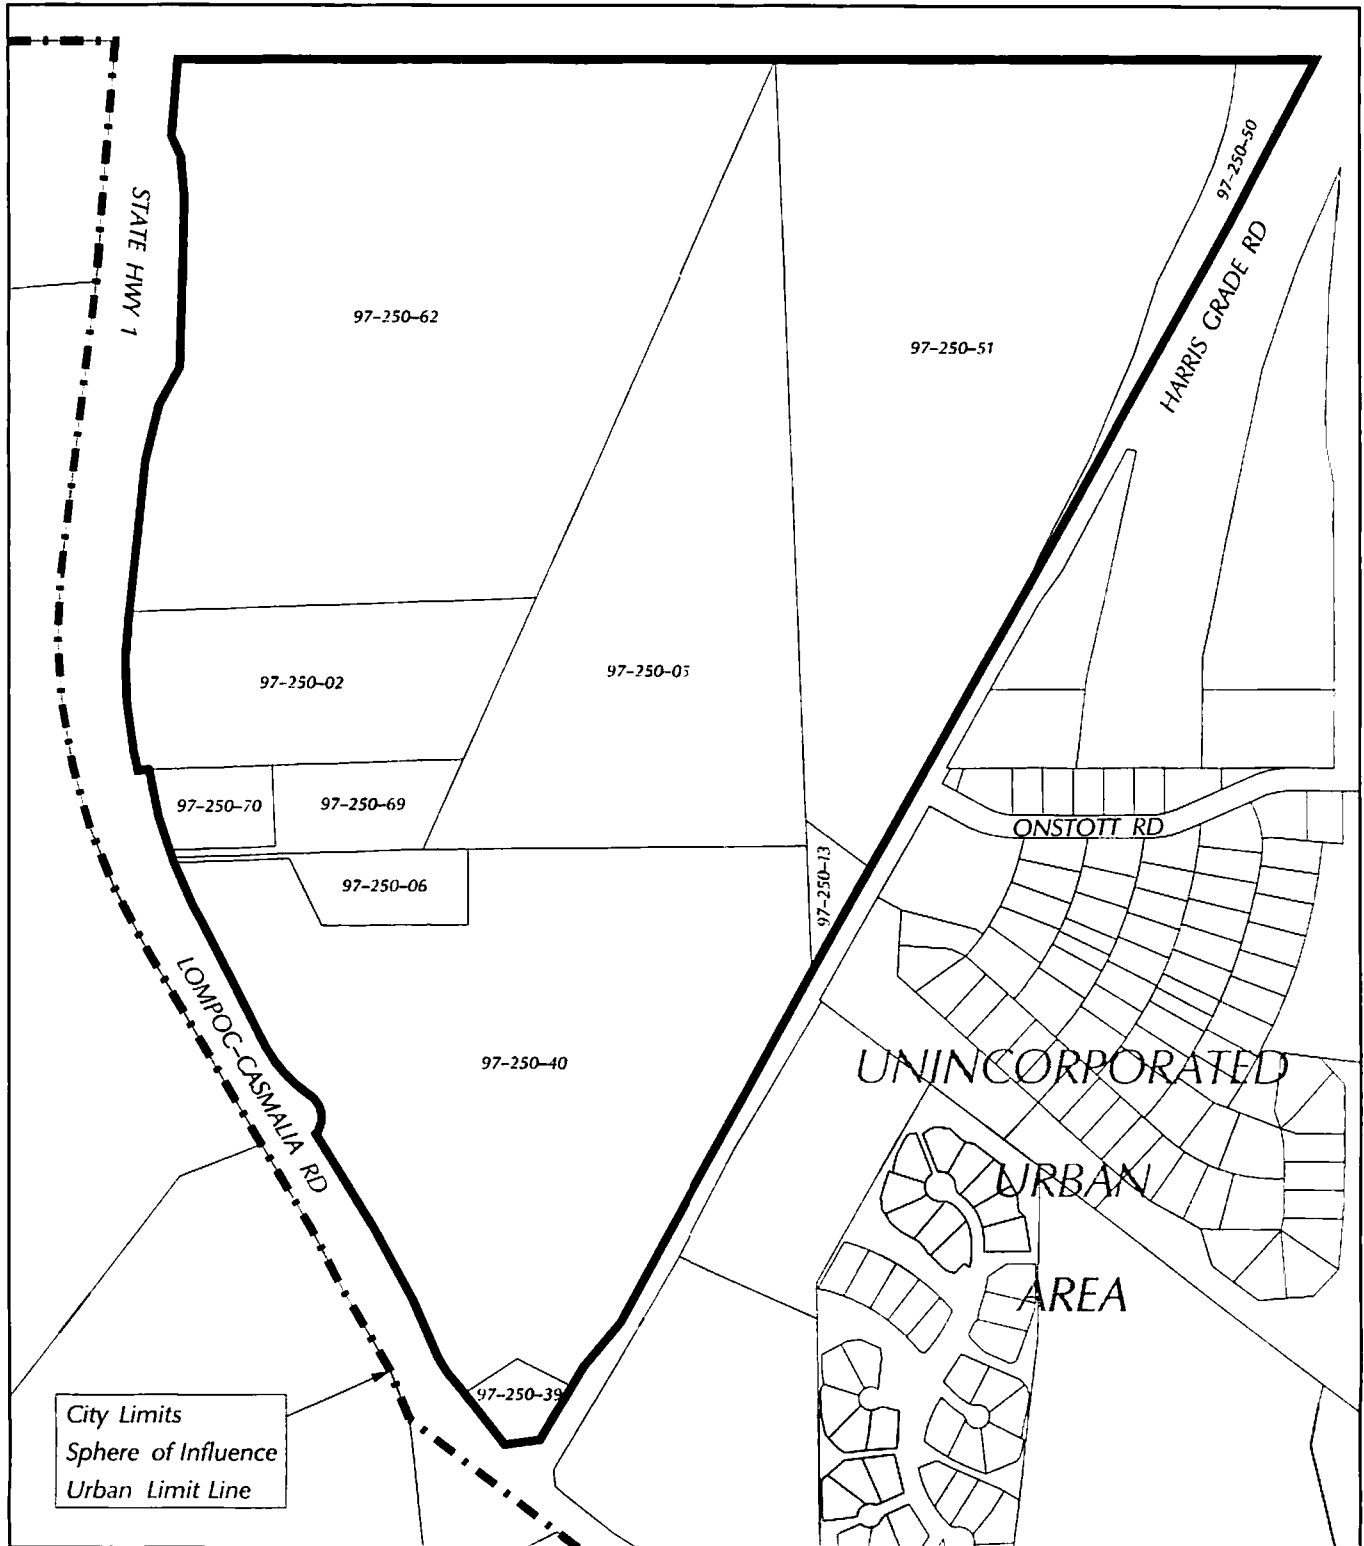 STATE HWY 1
97-250-50
HARRIS GRADE RD
97-250-62
97-250-51
97-250-02
97-250-05
97-250-70
97-250-69
ONSTOTT RD
97-250-06
97-250-13
LOMPOC-CASMALIA RD
97-250-40
UNINCORPORATED
URBAN
AREA
97-250-39
City Limits
Sphere of Influence
Urban Limit Line